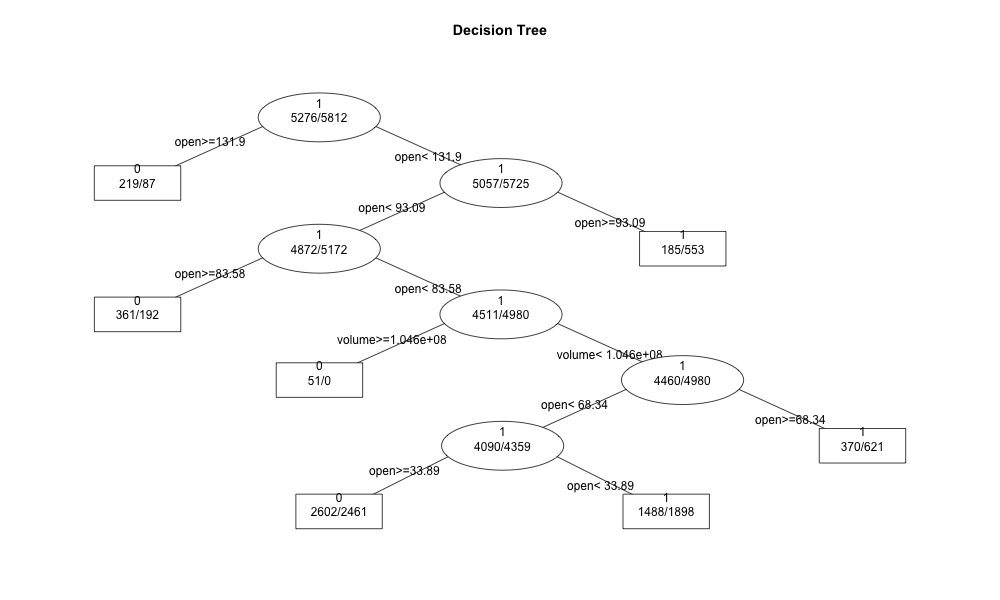 Decision Tree
1
5276/5812
open>=131.9
open< 131.9
0
219/87
1
5057/5725
open< 93.09
open>=93.09
1
4872/5172
1
185/553
open>=83.58
open< 83.58
0
361/192
1
4511/4980
volume>=1.046e+08
volume< 1.046e+08
0
51/0
1
4460/4980
open< 68.34
open>=68.34
1
4090/4359
1
370/621
open>=33.89
open< 33.89
0
2602/2461
1
1488/1898